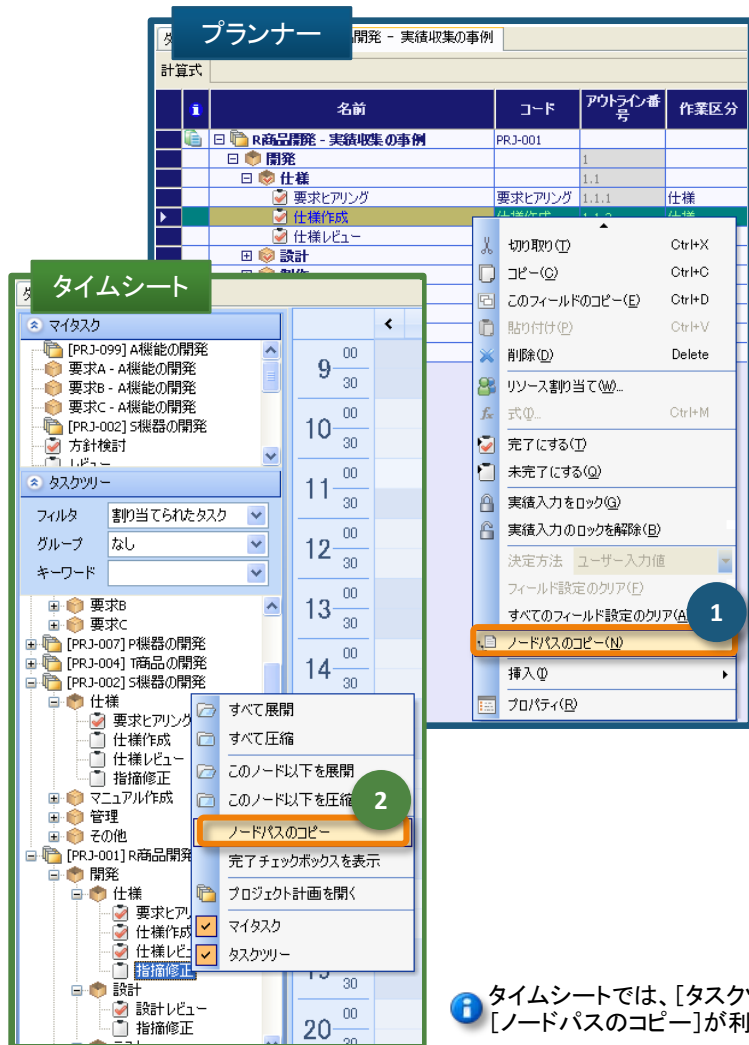 プランナー
開発 - 実績収集の事例
計算式
名前 コード アウトライン番号 作業区分
R商品開発 - 実績収集の事例 PRJ-001
開発 1
仕様 1.1
要求ヒアリング 要求ヒアリング 1.1.1 仕様
仕様作成
仕様レビュー
設計
切り取り(T) Ctrl+X
コピー(C) Ctrl+C
このフィールドのコピー(E) Ctrl+D
貼り付け(P) Ctrl+V
削除(D) Delete
リソース割り当て(W)...
式(I)... Ctrl+M
完了にする(T)
未完了にする(Q)
実績入力をロック(G)
実績入力のロックを解除(B)
決定方法 ユーザー入力値
フィールド設定のクリア(F)
すべてのフィールド設定のクリア(A
1
ノードパスのコピー(N)
挿入(I)
プロパティ(R)
タイムシート
マイタスク
[PRJ-099] A機能の開発
要求A - A機能の開発
要求B - A機能の開発
要求C - A機能の開発
[PRJ-002] S機器の開発
方針検討
タスクツリー
フィルタ 割り当てられたタスク
グループ なし
キーワード
要求B
要求C
[PRJ-007] P機器の開発
[PRJ-004] T商品の開発
[PRJ-002] S機器の開発
仕様
要求ヒアリング
仕様作成
仕様レビュー
指摘修正
マニュアル作成
管理
その他
[PRJ-001] R商品開発
開発
仕様
要求ヒアリ
仕様作成
仕様レビ
指摘修正
設計
設計レビュー
指摘修正
00
9 30
00
10 30
00
11 30
00
12 30
00
13 30
00
14 30
30
00
20
すべて展開
すべて圧縮
このノード以下を展開
このノード以下を圧縮
2
ノードパスのコピー
完了チェックボックスを表示
プロジェクト計画を開く
マイタスク
タスクツリー
タイムシートでは、[タスク
[ノードパスのコピー]が利